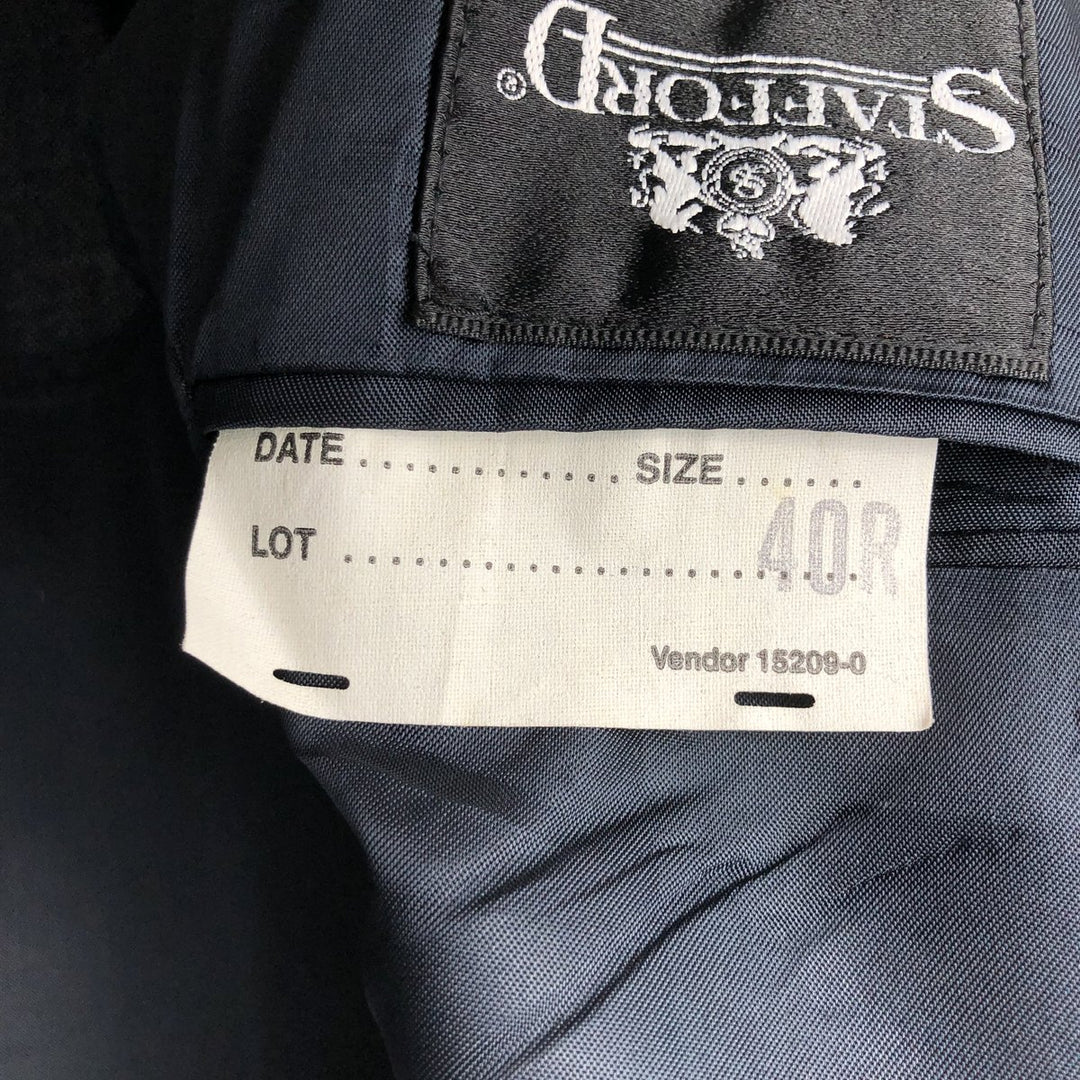 STAFFORD®
DATE.............SIZE.......
40R
LOT..........................
Vendor 15209-0